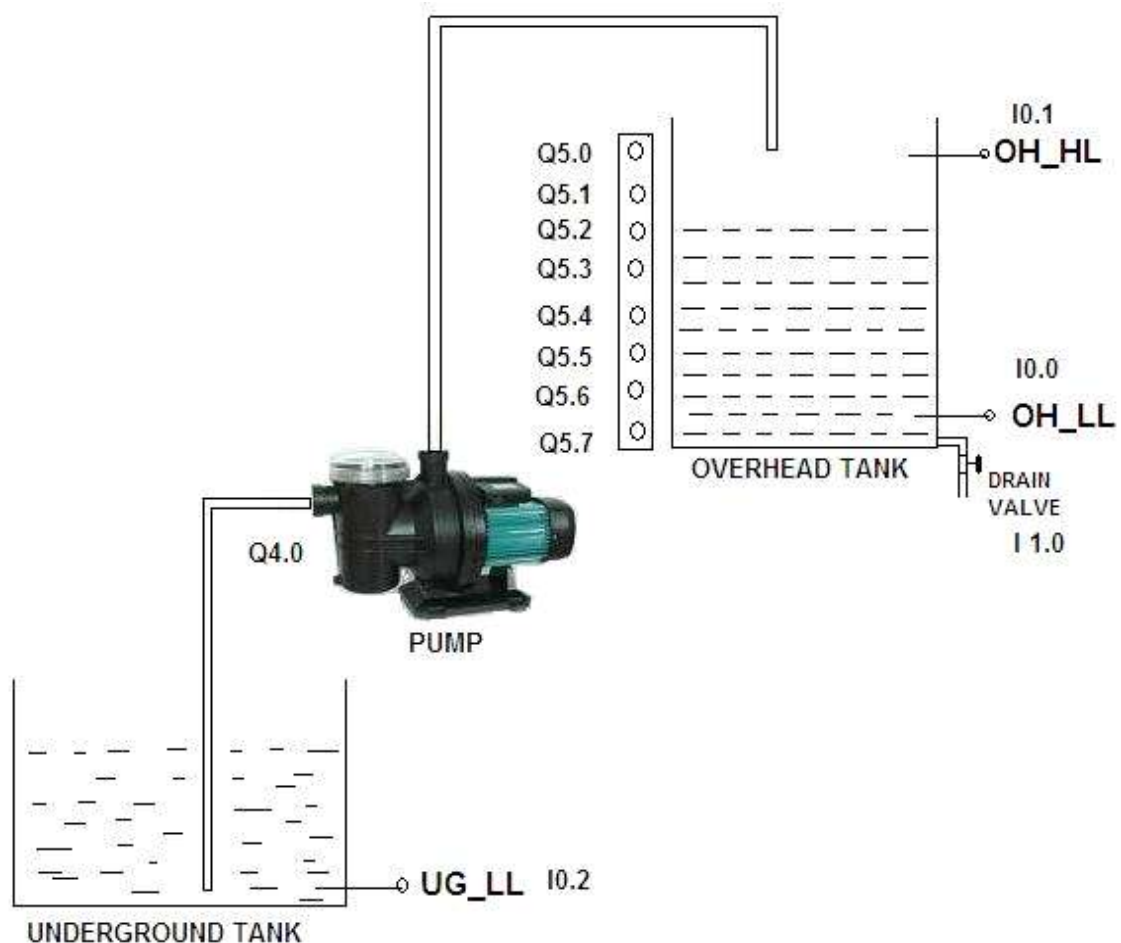 I0.1
OH_HL
Q5.0
Q5.1
Q5.2
Q5.3
Q5.4
Q5.5
Q5.6
Q5.7
I0.0
OH_LL
OVERHEAD TANK
DRAIN
VALVE
I 1.0
Q4.0
PUMP
UG_LL I0.2
UNDERGROUND TANK